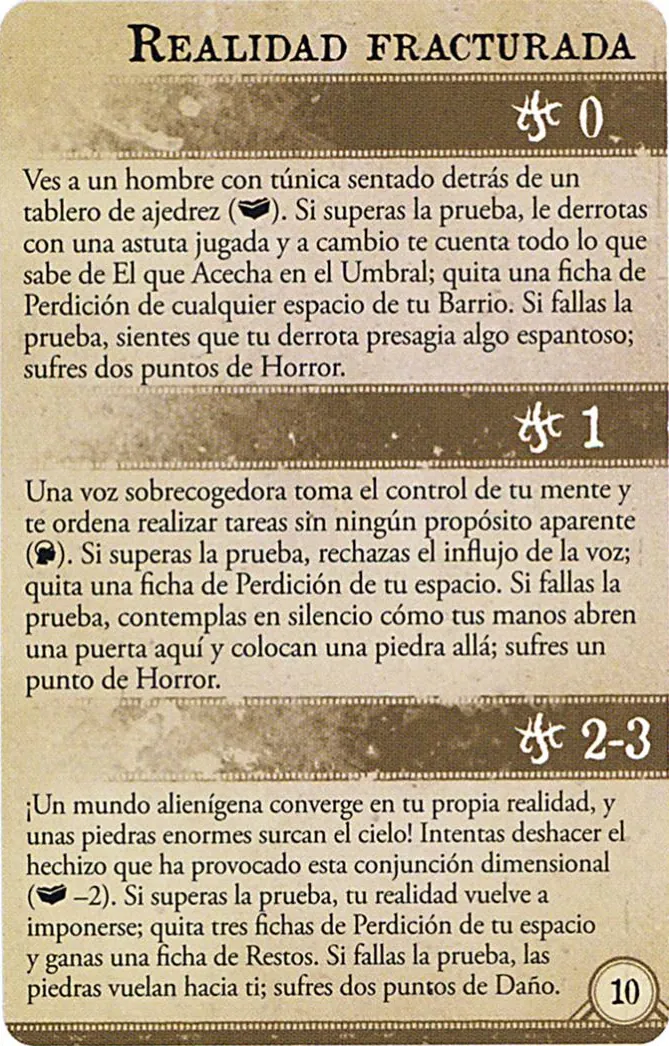 REALIDAD FRACTURADA
0
Ves a un hombre con túnica sentado detrás de un
tablero de ajedrez (). Si superas la prueba, le derrotas
con una astuta jugada y a cambio te cuenta todo lo que
sabe de El que Acecha en el Umbral; quita una ficha de
Perdición de cualquier espacio de tu Barrio. Si fallas la
prueba, sientes que tu derrota presagia algo espantoso;
sufres dos puntos de Horror.
1
Una voz sobrecogedora toma el control de tu mente y
te ordena realizar tareas sin ningún propósito aparente
(). Si superas la prueba, rechazas el influjo de la voz;
quita una ficha de Perdición de tu espacio. Si fallas la
prueba, contemplas en silencio cómo tus manos abren
una puerta aquí y colocan una piedra allá; sufres un
punto de Horror.
2-3
¡Un mundo alienígena converge en tu propia realidad, y
unas piedras enormes surcan el cielo! Intentas deshacer el
hechizo que ha provocado esta conjunción dimensional
( –2). Si superas la prueba, tu realidad vuelve a
imponerse; quita tres fichas de Perdición de tu espacio
y ganas una ficha de Restos. Si fallas la prueba, las
piedras vuelan hacia ti; sufres dos puntos de Daño.
10